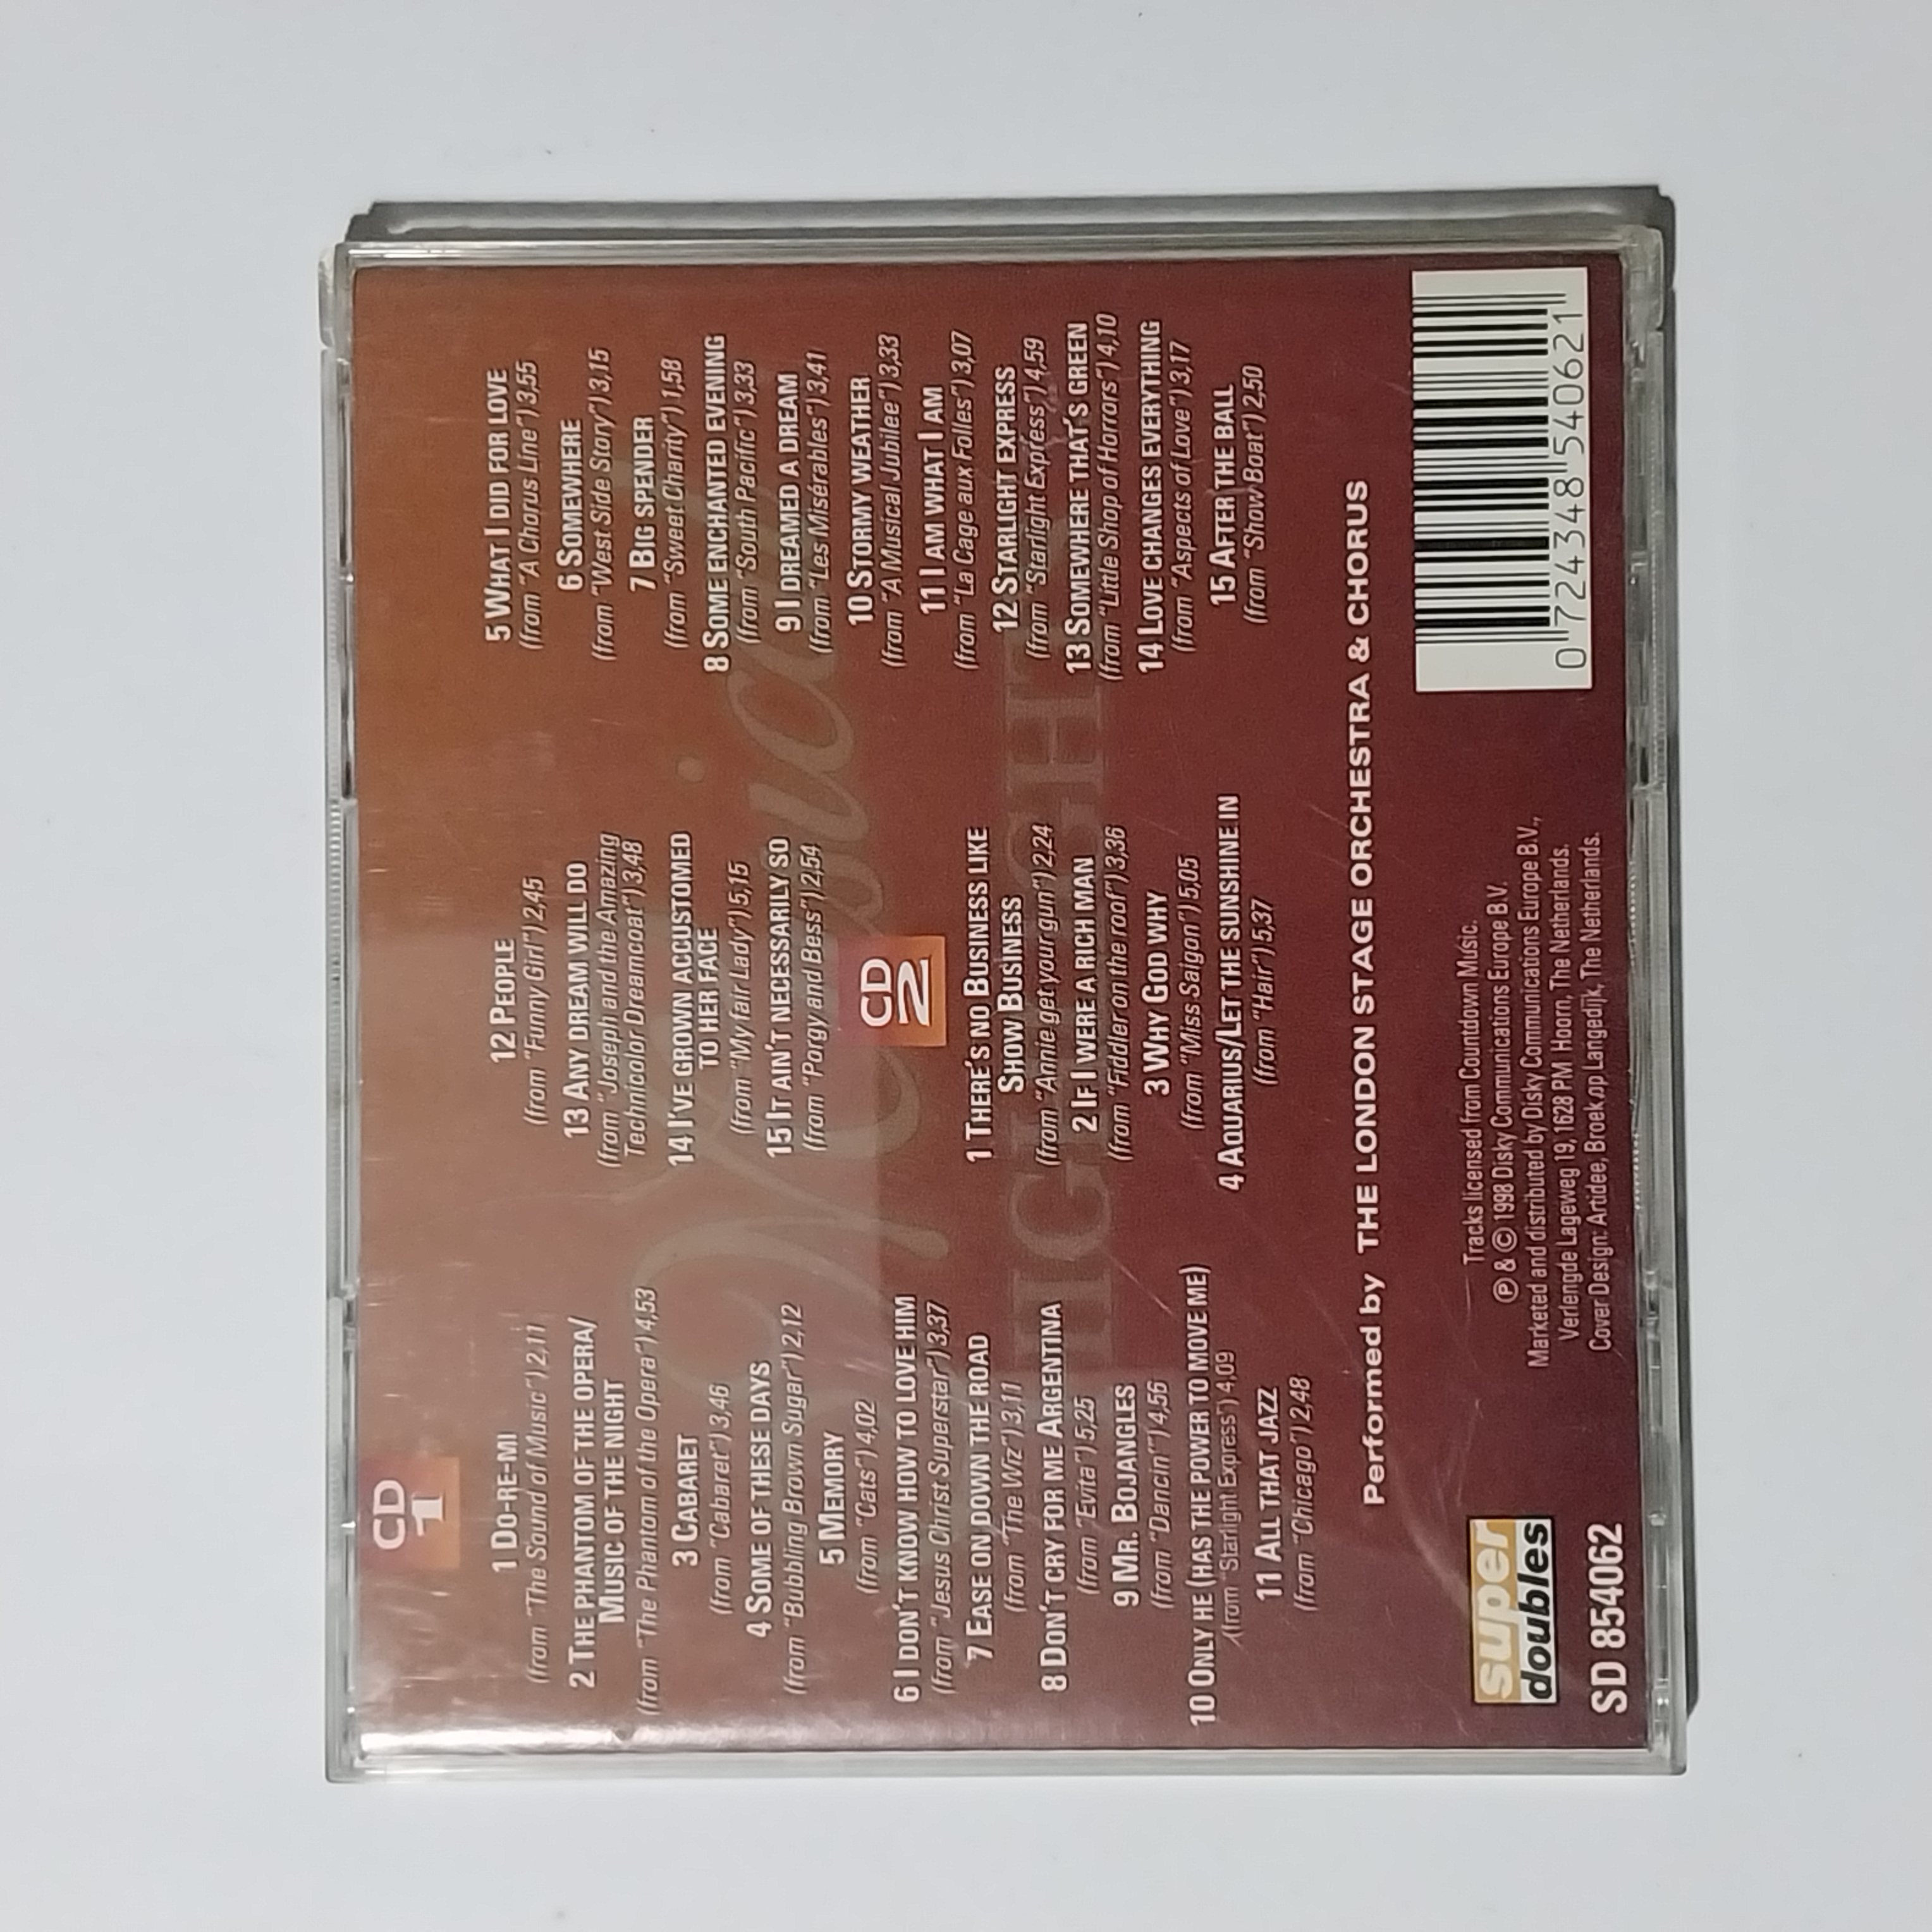 CD
1
1 DO-RE-MI
(from "The Sound of Music") 2,11
2 THE PHANTOM OF THE OPERA/
MUSIC OF THE NIGHT
(from "The Phantom of the Opera") 4,53
3 CABARET
(from "Cabaret") 3,46
4 SOME OF THESE DAYS
(from "Bubbling Brown Sugar") 2,12
5 MEMORY
(from "Cats") 4,02
6 I DON'T KNOW HOW TO LOVE HIM
(from "Jesus Christ Superstar") 3,37
7 EASE ON DOWN THE ROAD
(from "The Wiz") 3,11
8 DON'T CRY FOR ME ARGENTINA
(from "Evita") 5,25
9 MR. BOJANGLES
(from "Dancin'") 4,56
10 ONLY HE (HAS THE POWER TO MOVE ME)
(from "Starlight Express") 4,09
11 ALL THAT JAZZ
(from "Chicago") 2,48
12 PEOPLE
(from "Funny Girl") 2,45
13 ANY DREAM WILL DO
(from "Joseph and the Amazing
Technicolor Dreamcoat") 3,48
14 I'VE GROWN ACCUSTOMED
TO HER FACE
(from "My fair Lady") 5,15
15 IT AIN'T NECESSARILY SO
(from "Porgy and Bess") 2,54
CD
2
1 THERE'S NO BUSINESS LIKE
SHOW BUSINESS
(from "Annie get your gun") 2,24
2 IF I WERE A RICH MAN
(from "Fiddler on the roof") 3,36
3 WHY GOD WHY
(from "Miss Saigon") 5,05
4 AQUARIUS/LET THE SUNSHINE IN
(from "Hair") 5,37
5 WHAT I DID FOR LOVE
(from "A Chorus Line") 3,55
6 SOMEWHERE
(from "West Side Story") 3,15
7 BIG SPENDER
(from "Sweet Charity") 1,58
8 SOME ENCHANTED EVENING
(from "South Pacific") 3,33
9 I DREAMED A DREAM
(from "Les Misérables") 3,41
10 STORMY WEATHER
(from "A Musical Jubilee") 3,33
11 I AM WHAT I AM
(from "La Cage aux Folles") 3,07
12 STARLIGHT EXPRESS
(from "Starlight Express") 4,59
13 SOMEWHERE THAT'S GREEN
(from "Little Shop of Horrors") 4,10
14 LOVE CHANGES EVERYTHING
(from "Aspects of Love") 3,17
15 AFTER THE BALL
(from "Show Boat") 2,50
Musical
HIGHLIGHTS
Performed by THE LONDON STAGE ORCHESTRA & CHORUS
super
doubles
SD 854062
Tracks licensed from Countdown Music.
℗ & © 1998 Disky Communications Europe B.V.
Marketed and distributed by Disky Communications Europe B.V.,
Verlengde Lageweg 19, 1628 PM Hoorn, The Netherlands.
Cover Design: Artidee, Broek op Langedijk, The Netherlands.
0 724348 540621